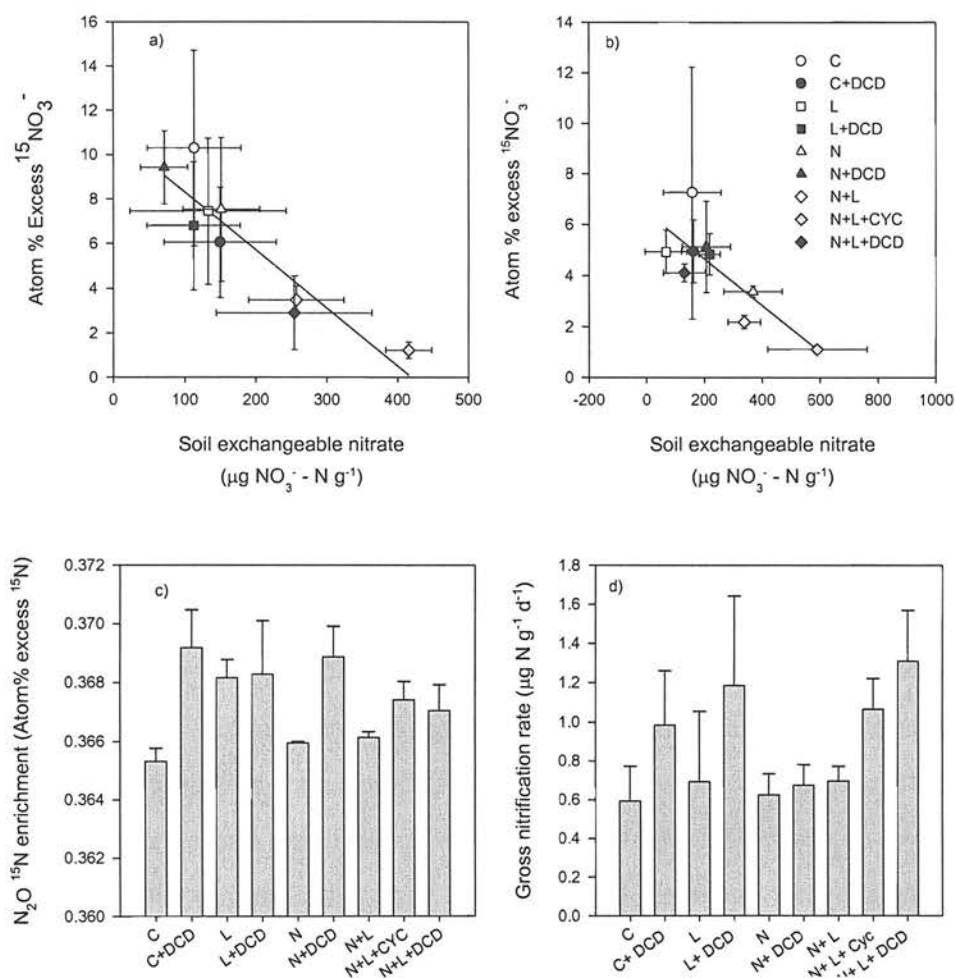 a)
16
14
12
10
8
6
4
2
0
Atom % Excess ¹⁵NO₃⁻
0 100 200 300 400 500
Soil exchangeable nitrate
(µg NO₃⁻ - N g⁻¹)
b)
14
12
10
8
6
4
2
0
Atom % excess ¹⁵NO₃⁻
-200 0 200 400 600 800 1000
Soil exchangeable nitrate
(µg NO₃⁻ - N g⁻¹)
C
C+DCD
L
L+DCD
N
N+DCD
N+L
N+L+CYC
N+L+DCD
c)
0.372
0.370
0.368
0.366
0.364
0.362
0.360
N₂O ¹⁵N enrichment (Atom% excess ¹⁵N)
C C+DCD L L+DCD N N+DCD N+L N+L+CYC N+L+DCD
d)
1.8
1.6
1.4
1.2
1.0
0.8
0.6
0.4
0.2
0.0
Gross nitrification rate (µg N g⁻¹ d⁻¹)
C C+ DCD L L+ DCD N N+ DCD N+ L N+ L+ Cyc N+ L+ DCD